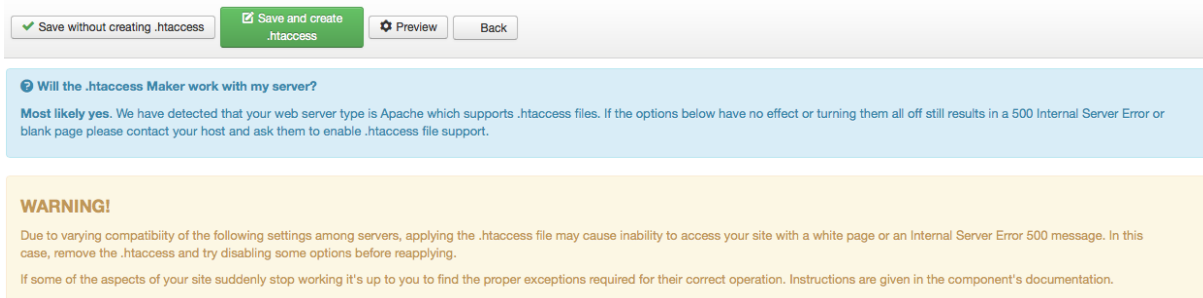 Save without creating .htaccess
Save and create
.htaccess
Preview
Back
Will the .htaccess Maker work with my server?
Most likely yes. We have detected that your web server type is Apache which supports .htaccess files. If the options below have no effect or turning them all off still results in a 500 Internal Server Error or
blank page please contact your host and ask them to enable .htaccess file support.
WARNING!
Due to varying compatibiity of the following settings among servers, applying the .htaccess file may cause inability to access your site with a white page or an Internal Server Error 500 message. In this
case, remove the .htaccess and try disabling some options before reapplying.
If some of the aspects of your site suddenly stop working it's up to you to find the proper exceptions required for their correct operation. Instructions are given in the component's documentation.